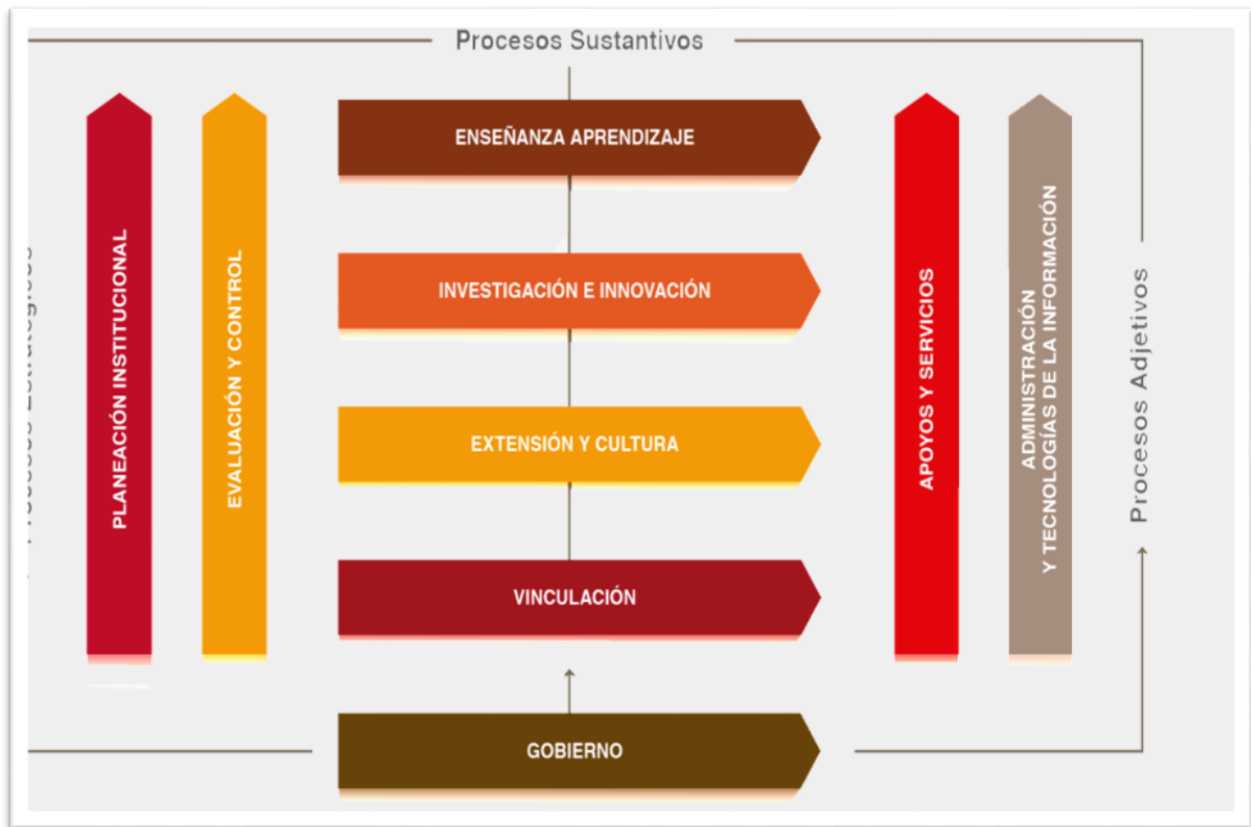 Procesos Sustantivos
PLANEACIÓN INSTITUCIONAL
EVALUACIÓN Y CONTROL
ENSEÑANZA APRENDIZAJE
INVESTIGACIÓN E INNOVACIÓN
EXTENSIÓN Y CULTURA
VINCULACIÓN
GOBIERNO
APOYOS Y SERVICIOS
ADMINISTRACIÓN
Y TECNOLOGÍAS DE LA INFORMACIÓN
Procesos Adjetivos